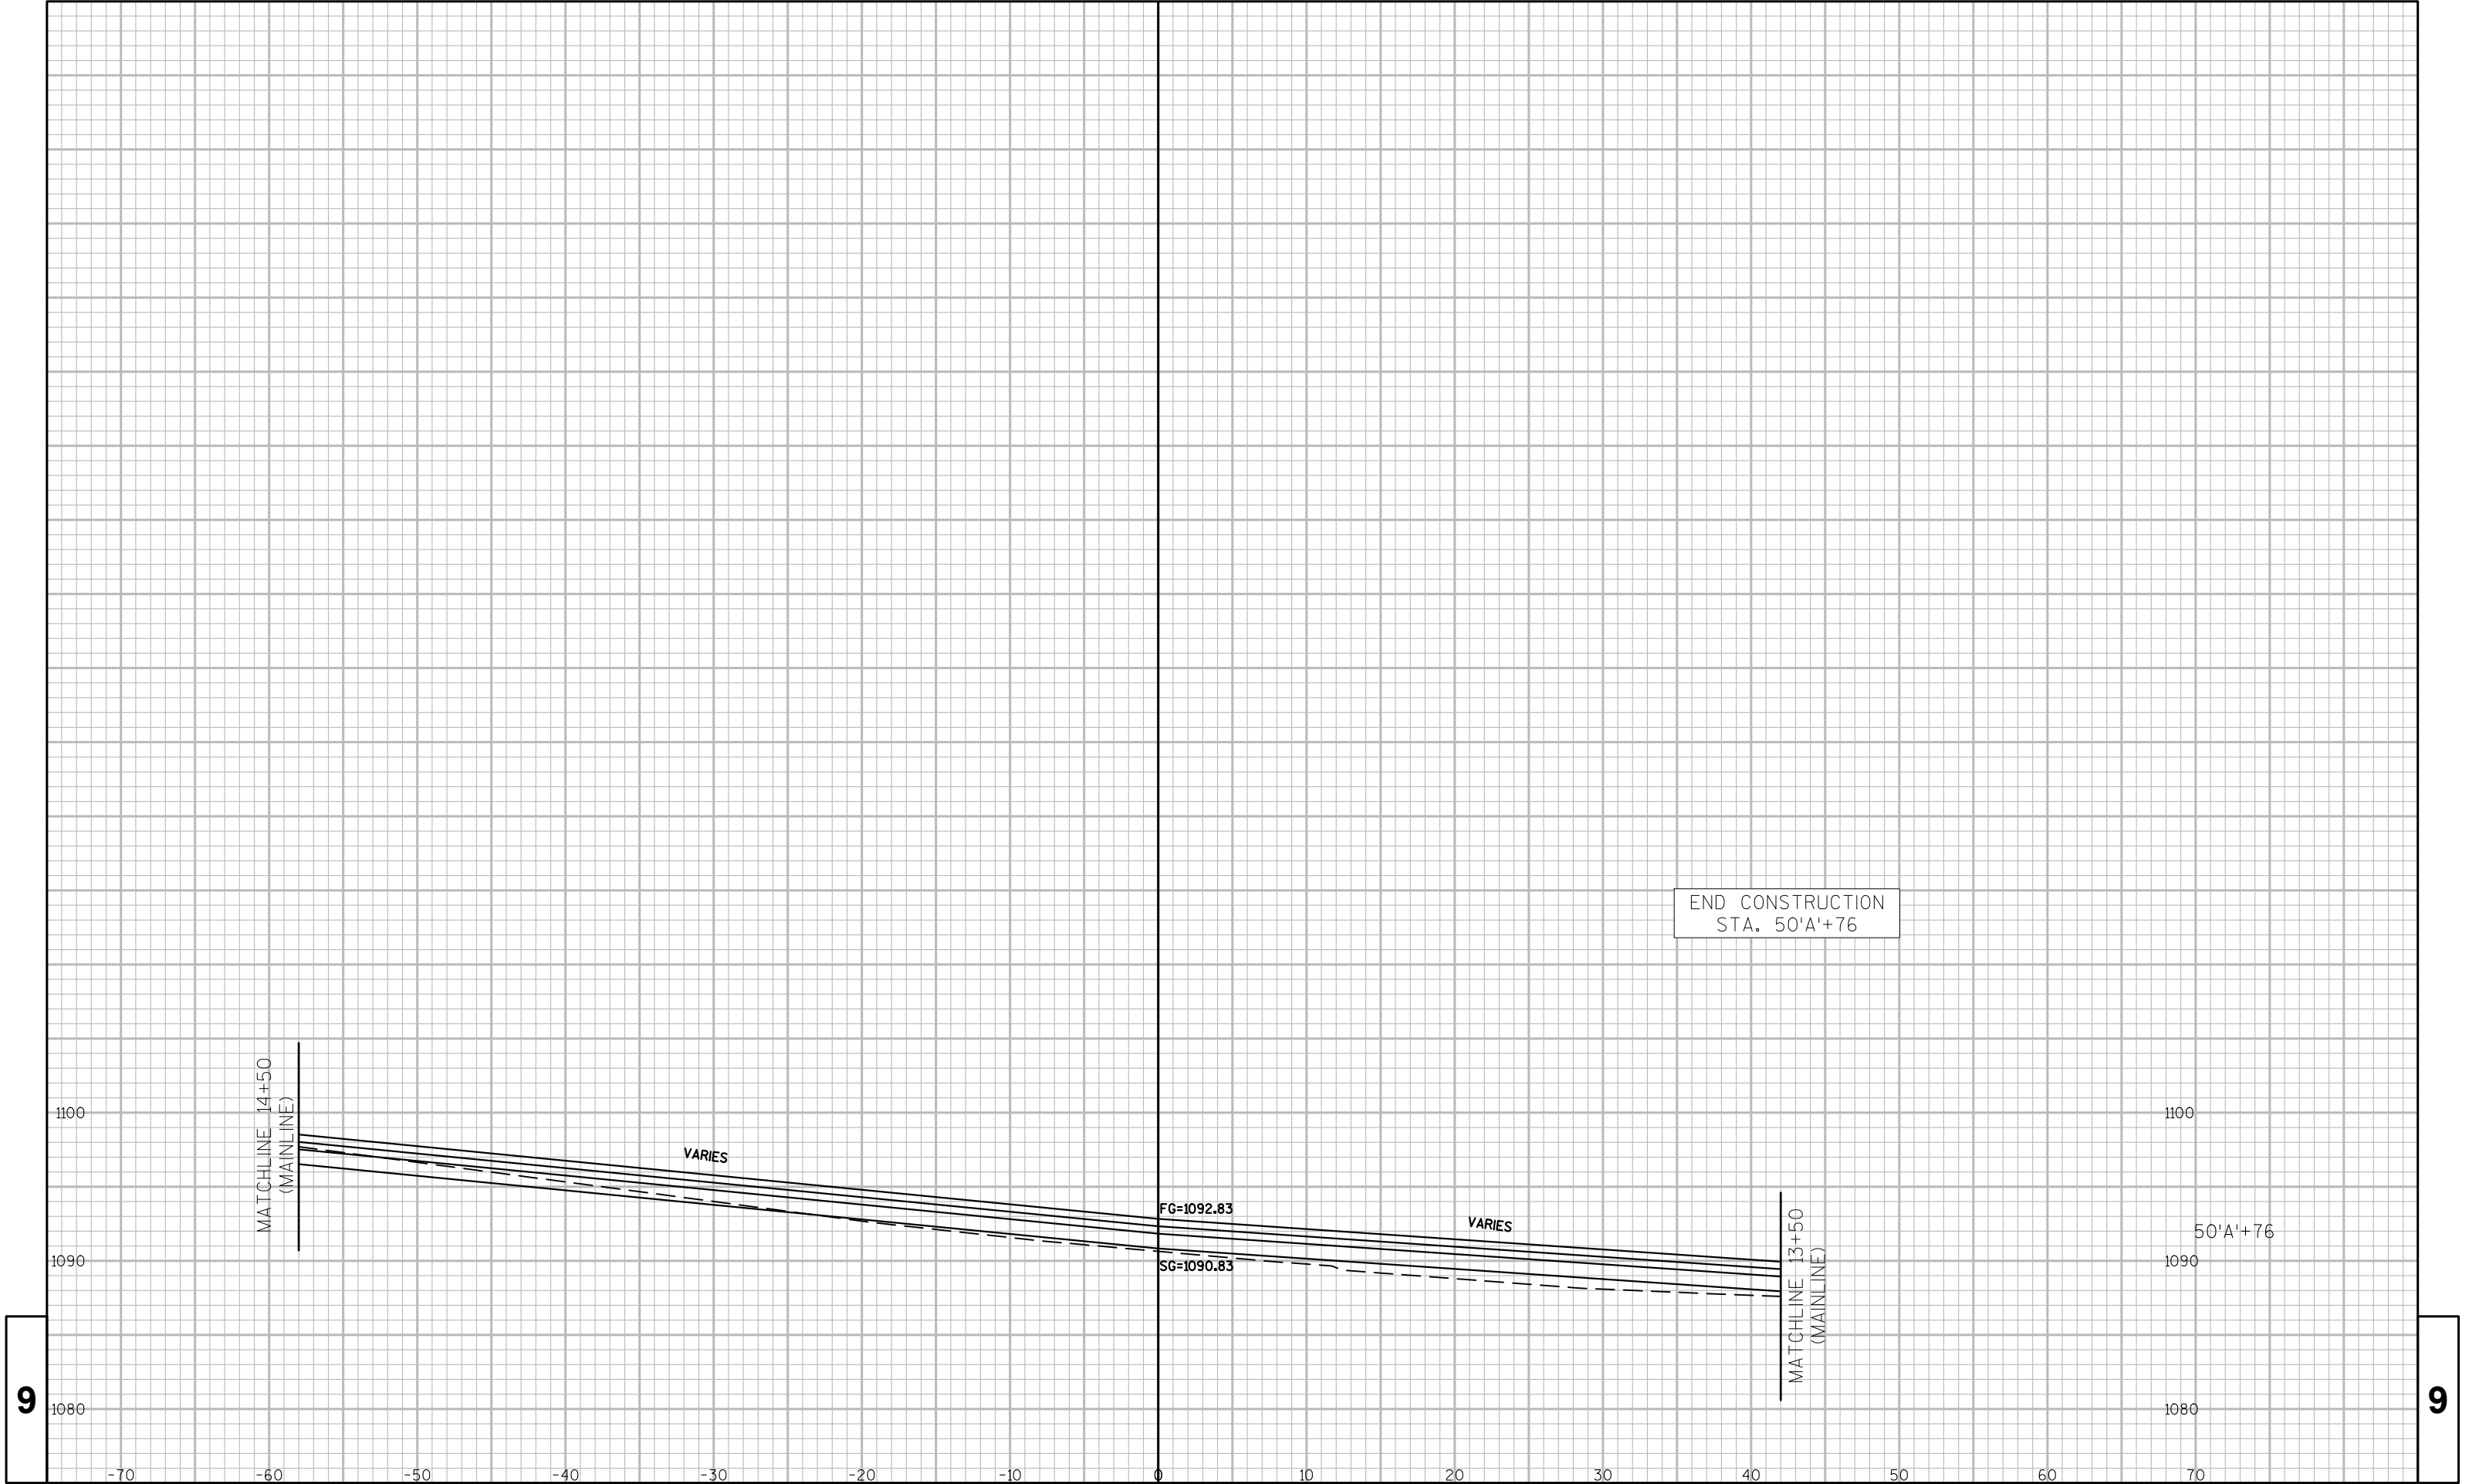 END CONSTRUCTION
STA. 50'A'+76
MATCHLINE 14+50
(MAINLINE)
1100
1100
VARIES
FG=1092.83
VARIES
MATCHLINE 13+50
(MAINLINE)
50'A'+76
1090
SG=1090.83
1090
9
9
1080
1080
-70 -60 -50 -40 -30 -20 -10 0 10 20 30 40 50 60 70